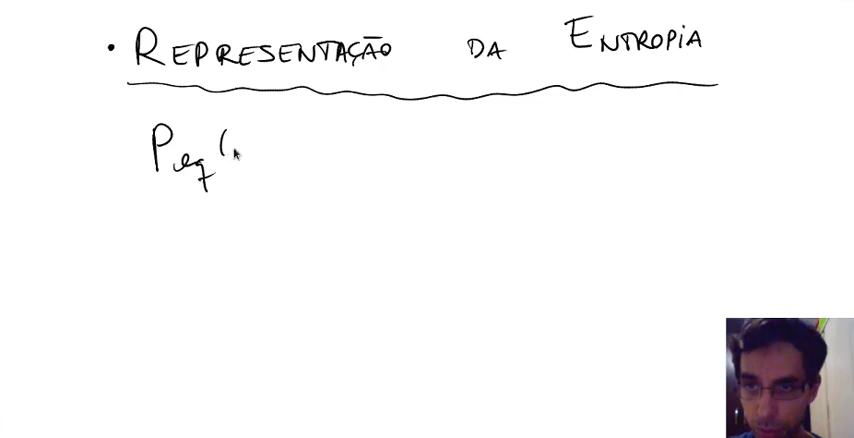 • REPRESENTAÇÃO DA ENTROPIA
Peq (